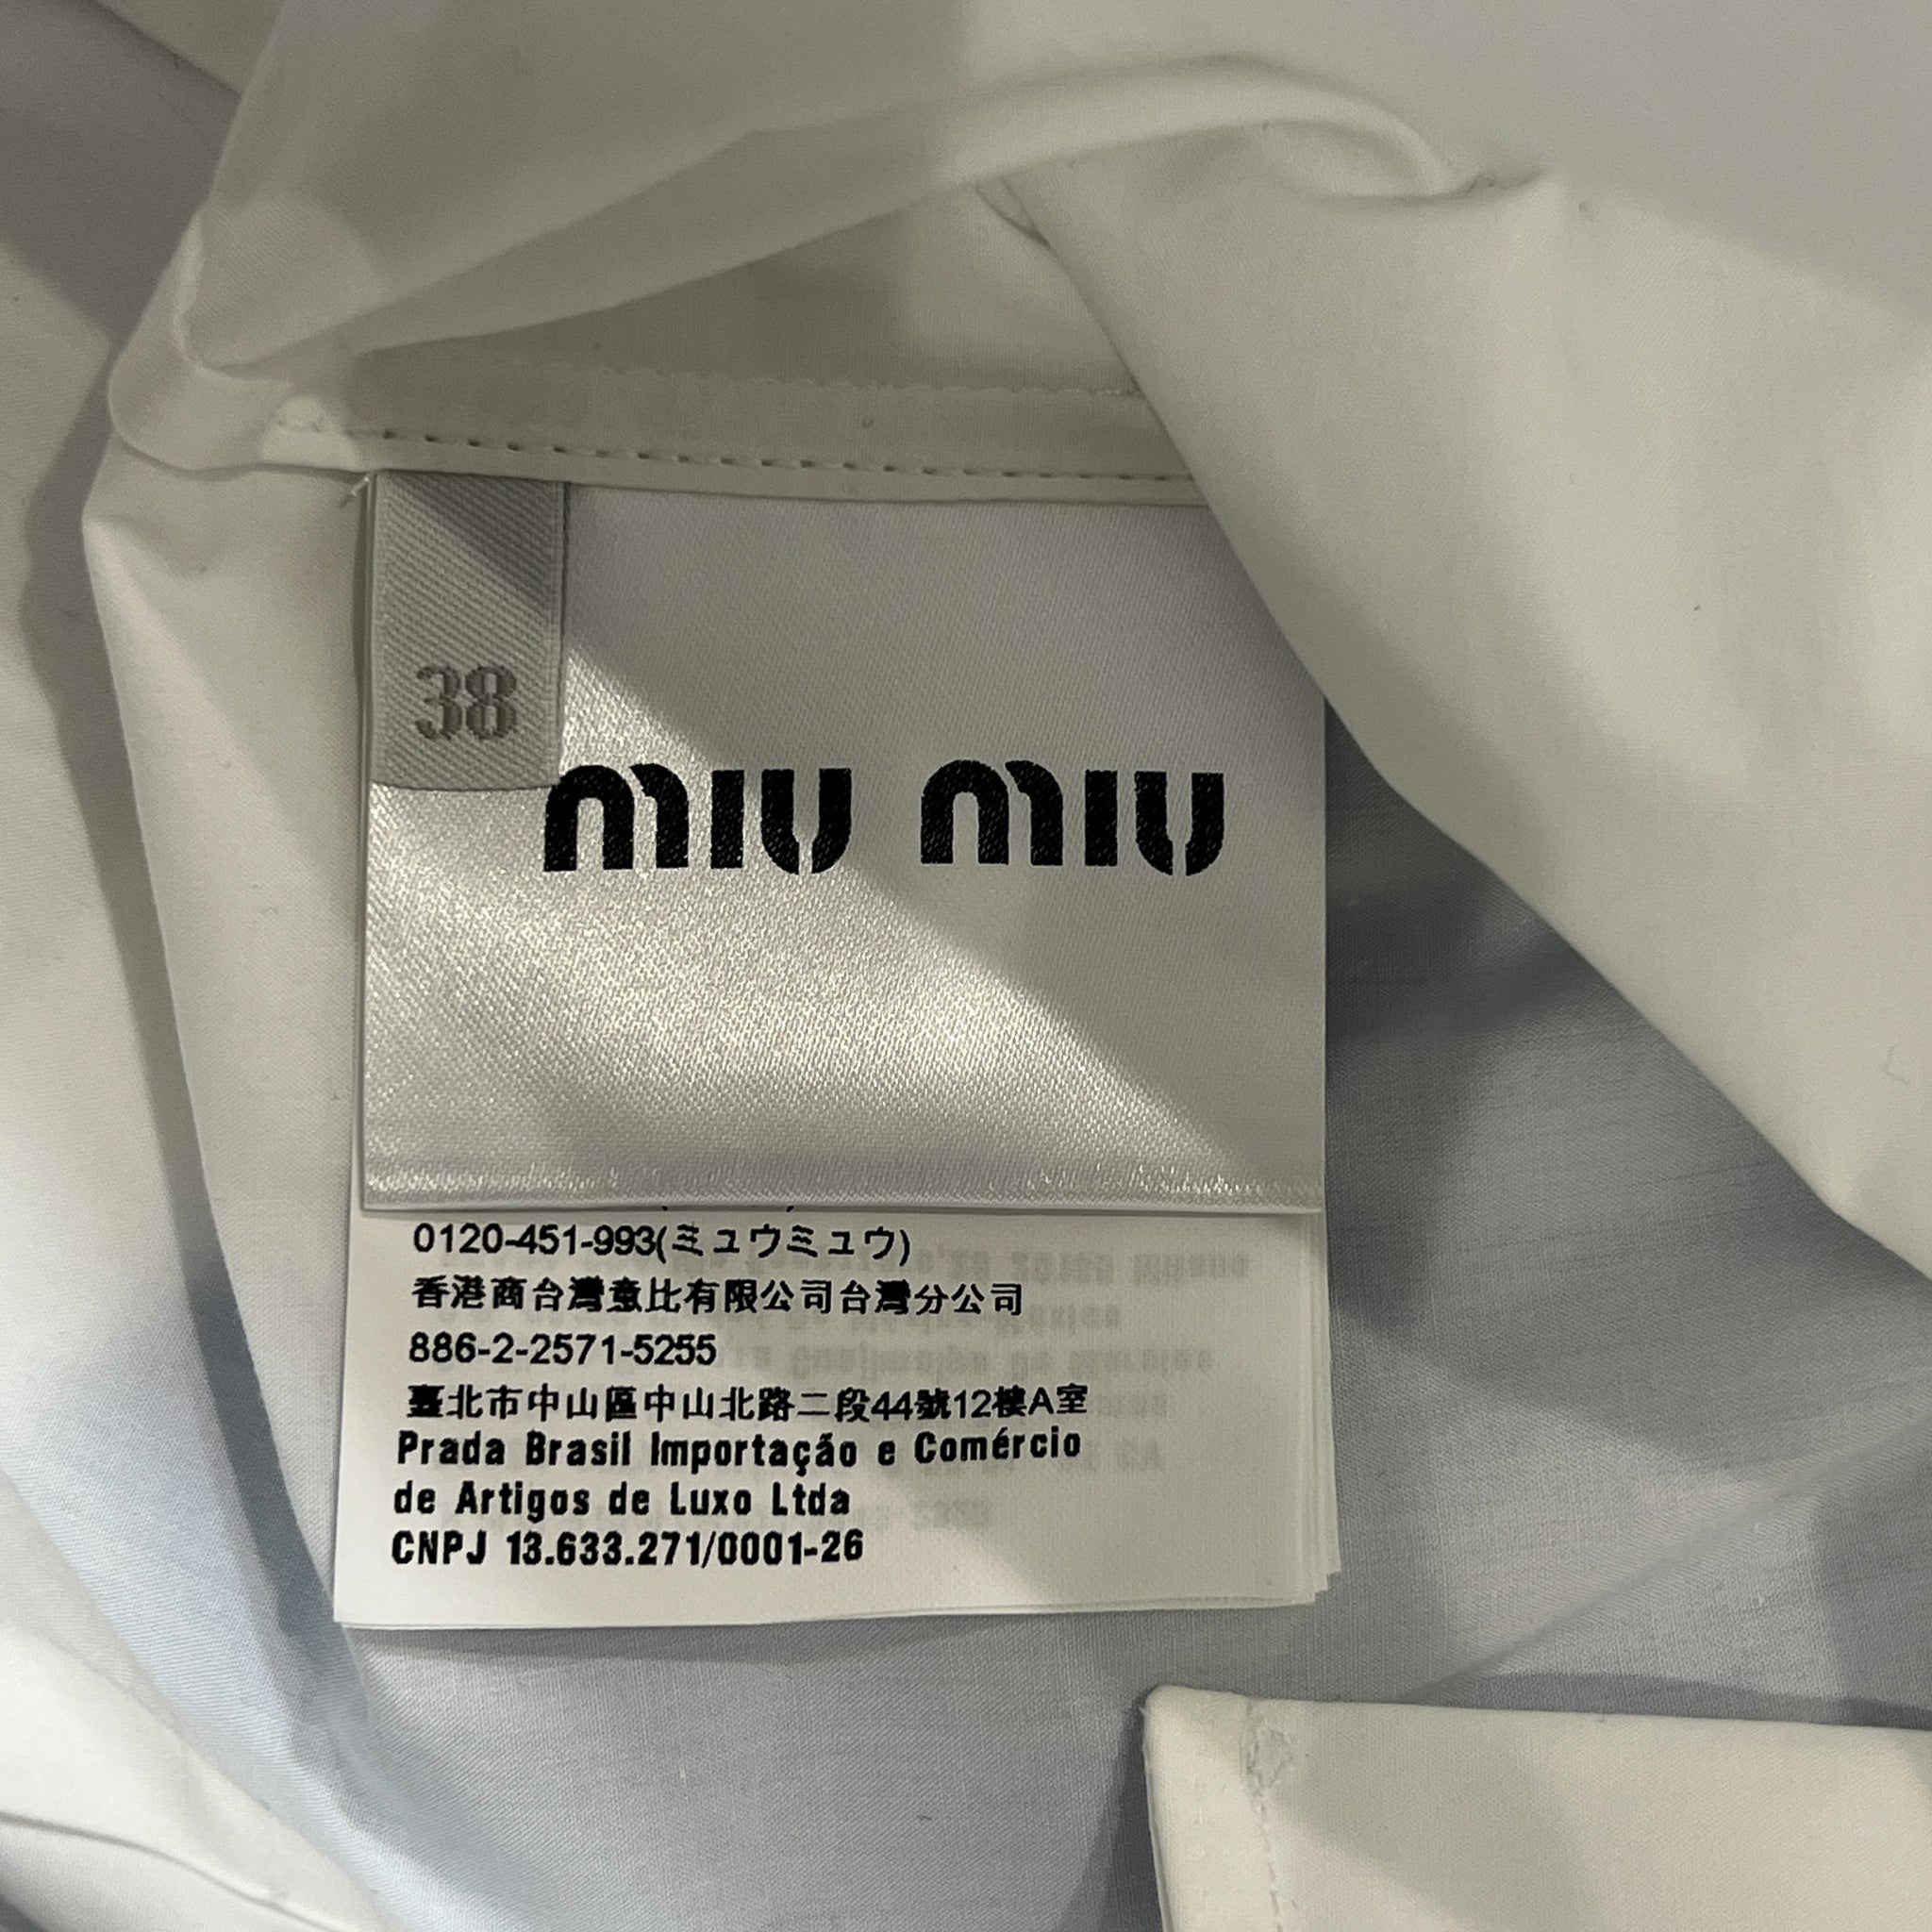 38
miu miu
0120-451-993(ミュウミュウ)
香港商台灣意比有限公司台灣分公司
886-2-2571-5255
臺北市中山區中山北路二段44號12樓A室
Prada Brasil Importação e Comércio
de Artigos de Luxo Ltda
CNPJ 13.633.271/0001-26